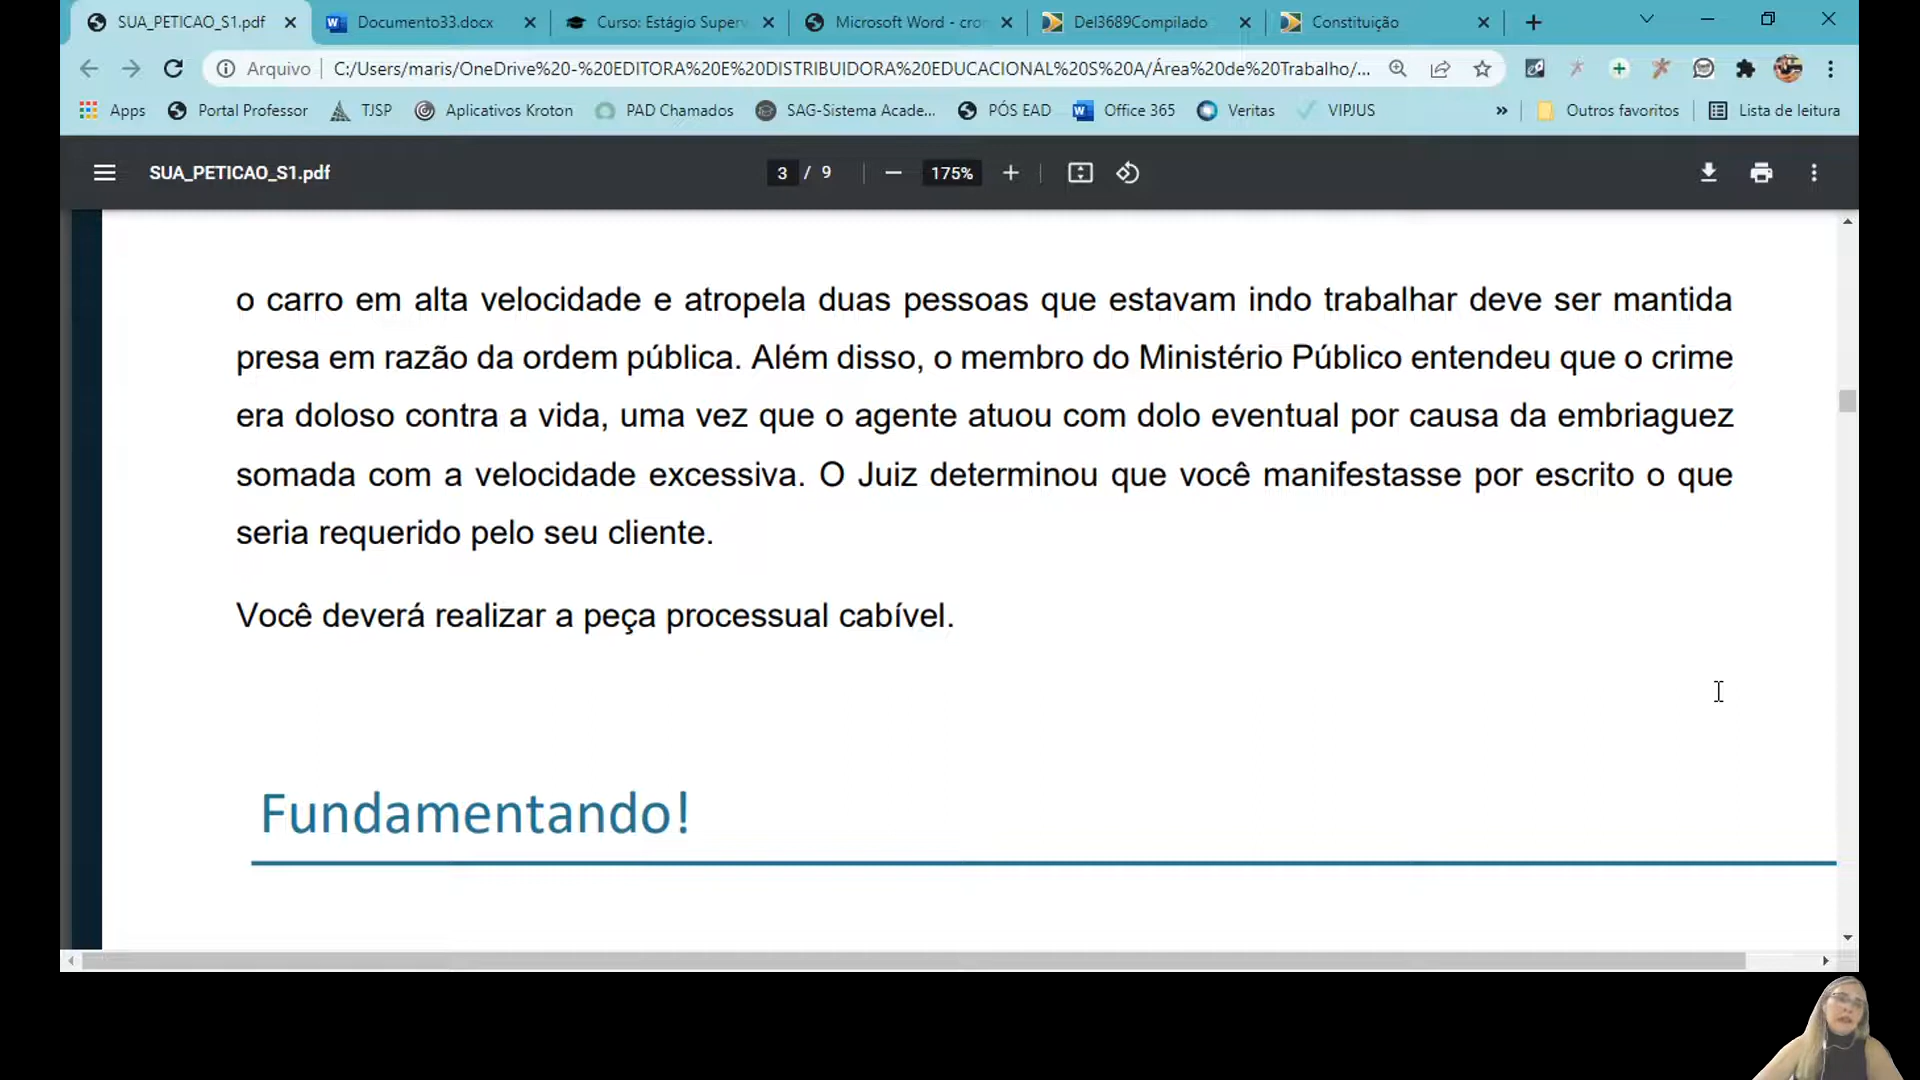 SUA_PETICAO_S1.pdf
Documento33.docx
Curso: Estágio Superv
Microsoft Word - cro
Del3689Compilado
Constituição
Arquivo
C:/Users/maris/OneDrive%20-%20EDITORA%20E%20DISTRIBUIDORA%20EDUCACIONAL%20S%20A/Área%20de%20Trabalho/...
Apps
Portal Professor
TJSP
Aplicativos Kroton
PAD Chamados
SAG-Sistema Acade...
PÓS EAD
Office 365
Veritas
VIPJUS
»
Outros favoritos
Lista de leitura
SUA_PETICAO_S1.pdf
3 / 9
175%
o carro em alta velocidade e atropela duas pessoas que estavam indo trabalhar deve ser mantida
presa em razão da ordem pública. Além disso, o membro do Ministério Público entendeu que o crime
era doloso contra a vida, uma vez que o agente atuou com dolo eventual por causa da embriaguez
somada com a velocidade excessiva. O Juiz determinou que você manifestasse por escrito o que
seria requerido pelo seu cliente.
Você deverá realizar a peça processual cabível.
Fundamentando!